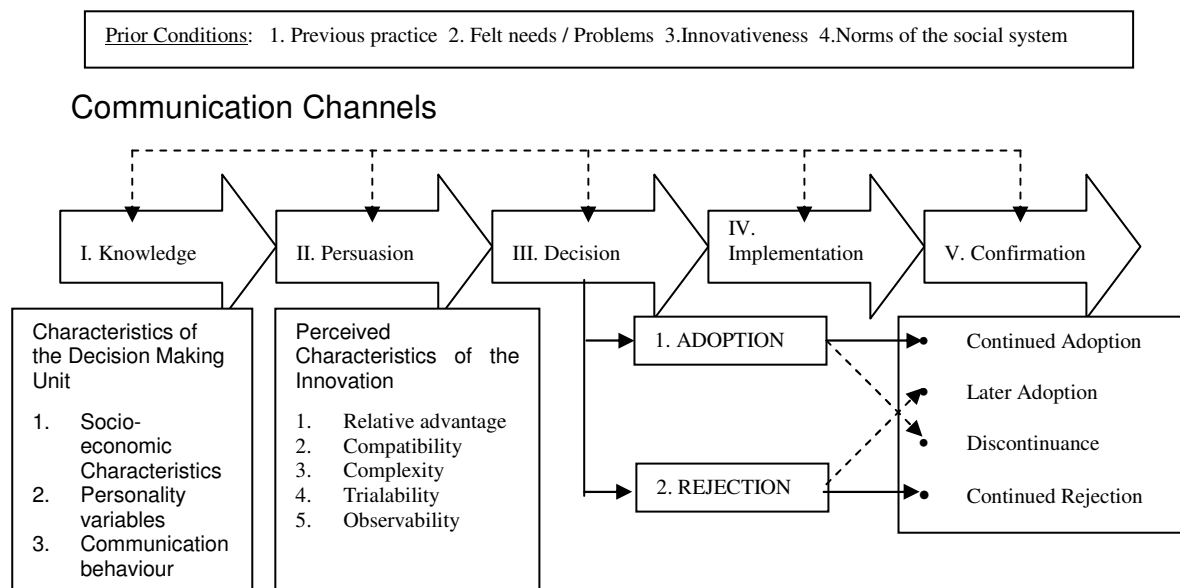 Prior Conditions: 1. Previous practice 2. Felt needs / Problems 3.Innovativeness 4.Norms of the social system
Communication Channels
I. Knowledge
II. Persuasion
III. Decision
IV.
Implementation
V. Confirmation
Characteristics of
the Decision Making
Unit
1. Socio-
economic
Characteristics
2. Personality
variables
3. Communication
behaviour
Perceived
Characteristics of the
Innovation
1. Relative advantage
2. Compatibility
3. Complexity
4. Trialability
5. Observability
1. ADOPTION
2. REJECTION
• Continued Adoption
• Later Adoption
• Discontinuance
• Continued Rejection